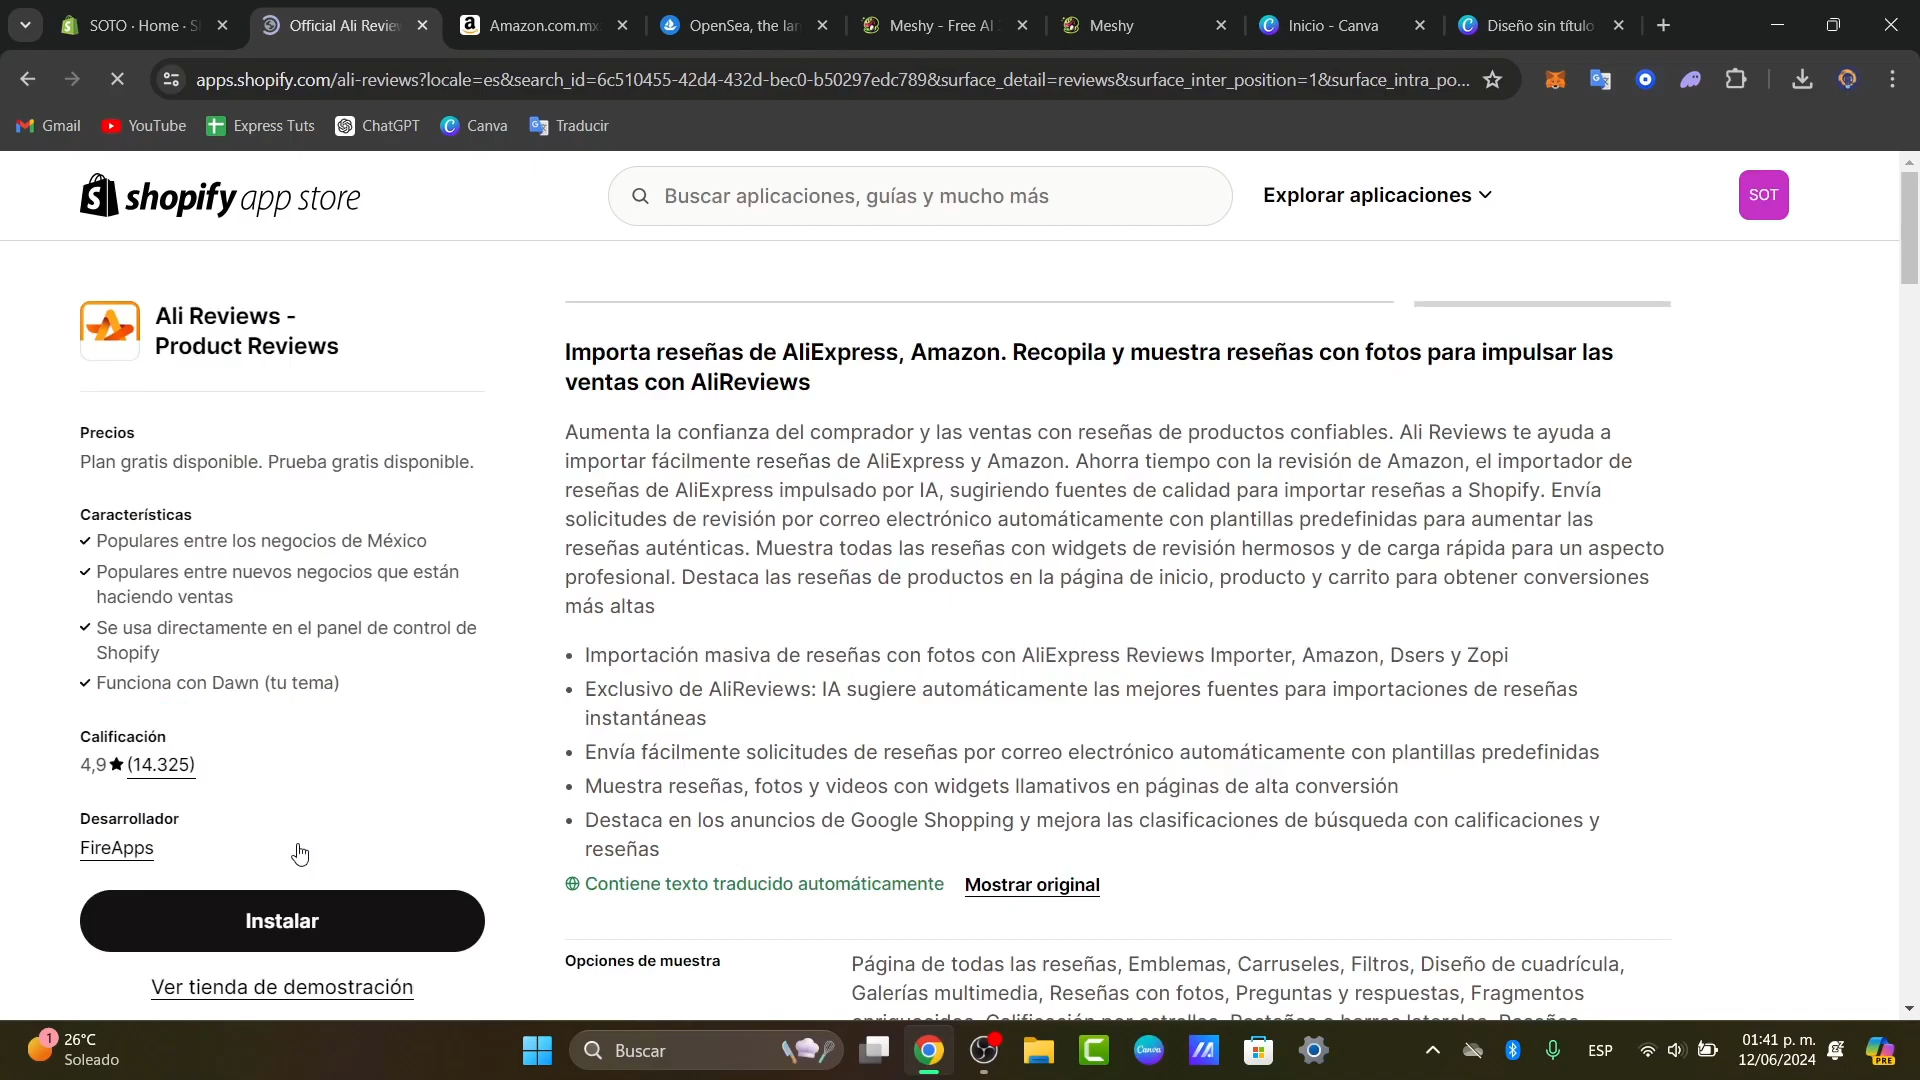 SOTO · Home · S
Official Ali Review
Amazon.com.mx
OpenSea, the lar
Meshy - Free AI
Meshy
Inicio - Canva
Diseño sin título
apps.shopify.com/ali-reviews?locale=es&search_id=6c510455-42d4-432d-bec0-b50297edc789&surface_detail=reviews&surface_inter_position=1&surface_intra_po...
Gmail
YouTube
Express Tuts
ChatGPT
Canva
Traducir
shopify app store
Buscar aplicaciones, guías y mucho más
Explorar aplicaciones
SOT
Ali Reviews -
Product Reviews
Precios
Plan gratis disponible. Prueba gratis disponible.
Características
Populares entre los negocios de México
Populares entre nuevos negocios que están
haciendo ventas
Se usa directamente en el panel de control de
Shopify
Funciona con Dawn (tu tema)
Calificación
4,9★ (14.325)
Desarrollador
FireApps
Instalar
Ver tienda de demostración
Importa reseñas de AliExpress, Amazon. Recopila y muestra reseñas con fotos para impulsar las
ventas con AliReviews
Aumenta la confianza del comprador y las ventas con reseñas de productos confiables. Ali Reviews te ayuda a
importar fácilmente reseñas de AliExpress y Amazon. Ahorra tiempo con la revisión de Amazon, el importador de
reseñas de AliExpress impulsado por IA, sugiriendo fuentes de calidad para importar reseñas a Shopify. Envía
solicitudes de revisión por correo electrónico automáticamente con plantillas predefinidas para aumentar las
reseñas auténticas. Muestra todas las reseñas con widgets de revisión hermosos y de carga rápida para un aspecto
profesional. Destaca las reseñas de productos en la página de inicio, producto y carrito para obtener conversiones
más altas
• Importación masiva de reseñas con fotos con AliExpress Reviews Importer, Amazon, Dsers y Zopi
• Exclusivo de AliReviews: IA sugiere automáticamente las mejores fuentes para importaciones de reseñas
instantáneas
• Envía fácilmente solicitudes de reseñas por correo electrónico automáticamente con plantillas predefinidas
• Muestra reseñas, fotos y videos con widgets llamativos en páginas de alta conversión
• Destaca en los anuncios de Google Shopping y mejora las clasificaciones de búsqueda con calificaciones y
reseñas
Contiene texto traducido automáticamente Mostrar original
Opciones de muestra
Página de todas las reseñas, Emblemas, Carruseles, Filtros, Diseño de cuadrícula,
Galerías multimedia, Reseñas con fotos, Preguntas y respuestas, Fragmentos
1
26°C
Soleado
Buscar
Canva
ESP
01:41 p. m.
12/06/2024
PRE